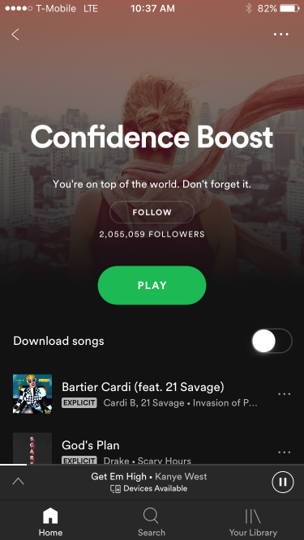 T-Mobile LTE 10:37 AM 82%
Confidence Boost
You're on top of the world. Don't forget it.
FOLLOW
2,055,059 FOLLOWERS
PLAY
Download songs
Bartier Cardi (feat. 21 Savage)
EXPLICIT Cardi B, 21 Savage • Invasion of P...
God's Plan
EXPLICIT Drake • Scary Hours
Get Em High • Kanye West
Devices Available
Home Search Your Library